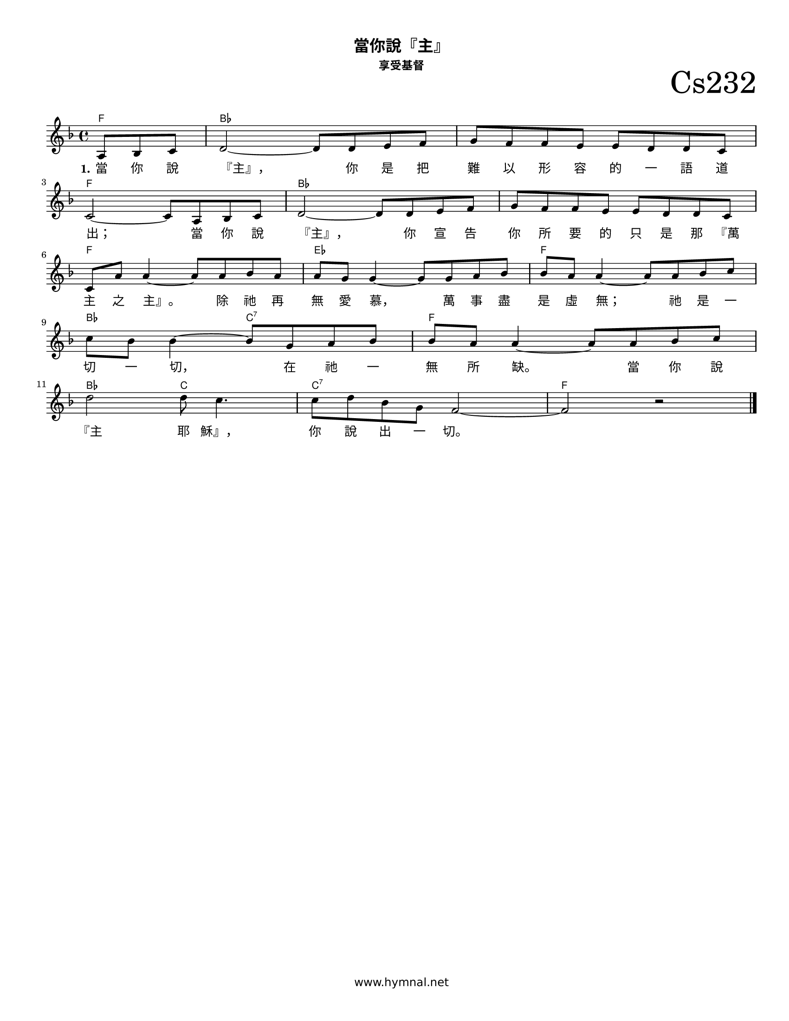 當你說『主』
享受基督
Cs232
F B♭
1. 當 你 說 『主』, 你 是 把 難 以 形 容 的 一 語 道
3 F B♭
出; 當 你 說 『主』, 你 宣 告 你 所 要 的 只 是 那 『萬
6 F E♭ F
主 之 主』。 除 祂 再 無 愛 慕, 萬 事 盡 是 虛 無; 祂 是 一
9 B♭ C7 F
切 一 切, 在 祂 一 無 所 缺。 當 你 說
11 B♭ C C7 F
『主 耶 穌』, 你 說 出 一 切。
www.hymnal.net